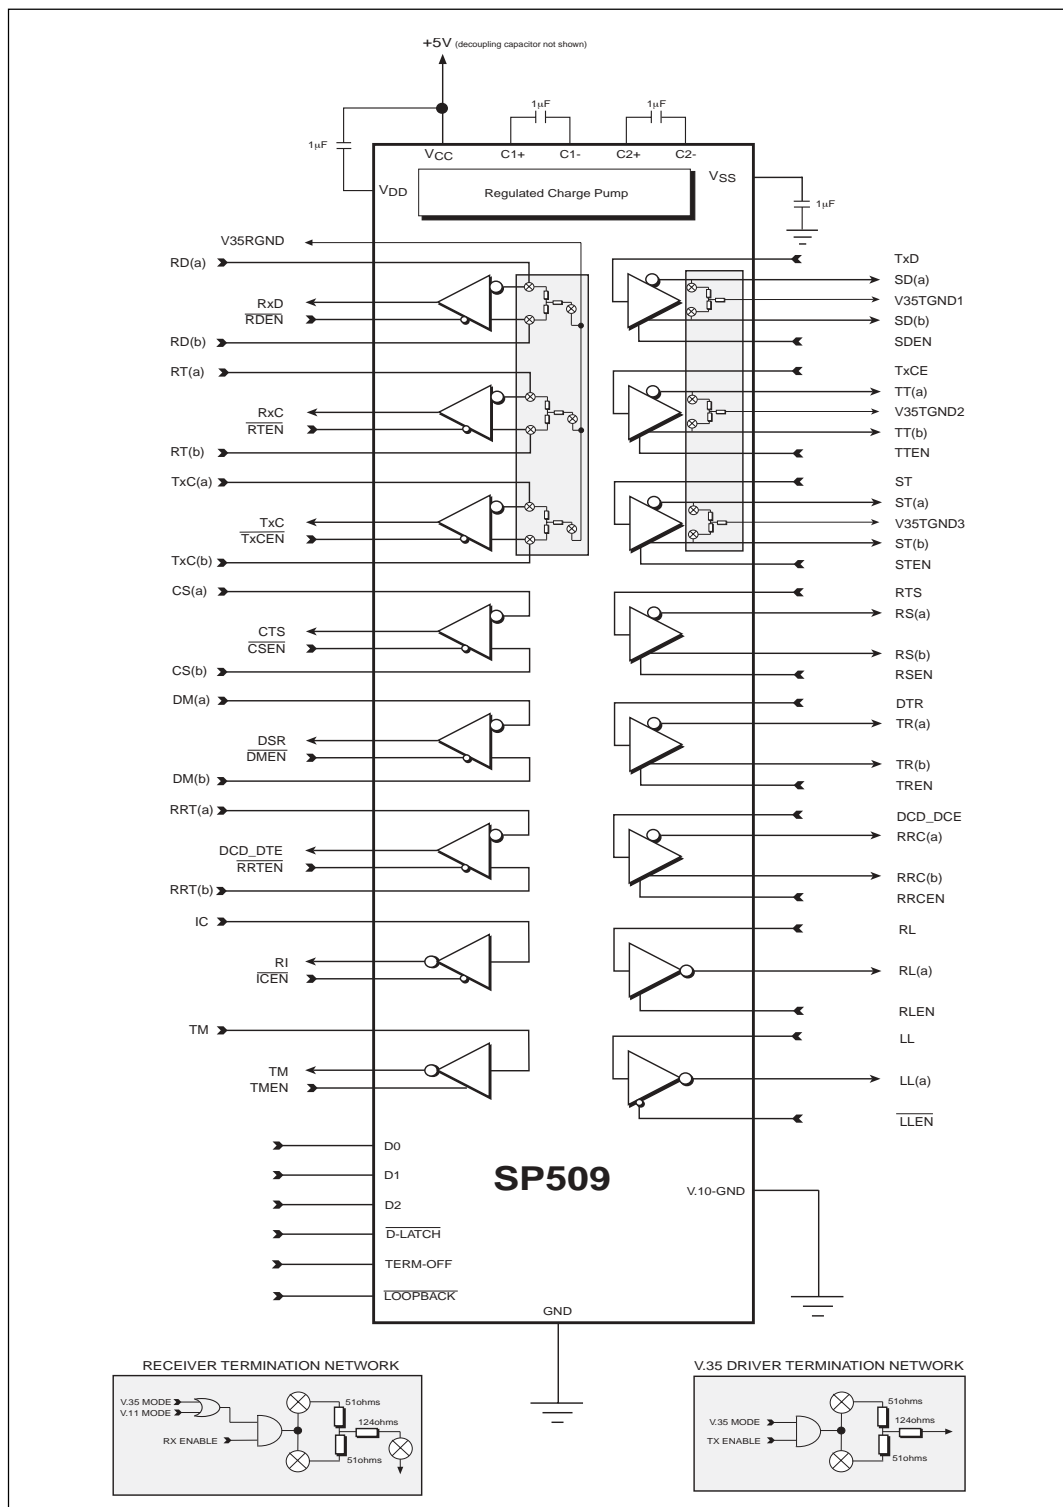 +5V (decoupling capacitor not shown)
1µF
1µF
1µF
VCC
C1+
C1-
C2+
C2-
VDD
VSS
Regulated Charge Pump
1µF
V35RGND
RD(a)
RxD
RDEN
RD(b)
RT(a)
RxC
RTEN
RT(b)
TxC(a)
TxC
TxCEN
TxC(b)
CS(a)
CTS
CSEN
CS(b)
DM(a)
DSR
DMEN
DM(b)
RRT(a)
DCD_DTE
RRTEN
RRT(b)
IC
RI
ICEN
TM
TM
TMEN
TxD
SD(a)
V35TGND1
SD(b)
SDEN
TxCE
TT(a)
V35TGND2
TT(b)
TTEN
ST
ST(a)
V35TGND3
ST(b)
STEN
RTS
RS(a)
RS(b)
RSEN
DTR
TR(a)
TR(b)
TREN
DCD_DCE
RRC(a)
RRC(b)
RRCEN
RL
RL(a)
RLEN
LL
LL(a)
LLEN
D0
D1
D2
D-LATCH
TERM-OFF
LOOPBACK
SP509
V.10-GND
GND
RECEIVER TERMINATION NETWORK
V.35 MODE
V.11 MODE
RX ENABLE
51ohms
124ohms
51ohms
V.35 DRIVER TERMINATION NETWORK
V.35 MODE
TX ENABLE
51ohms
124ohms
51ohms